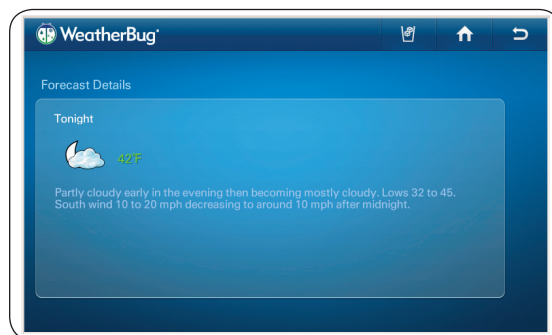 WeatherBug
Forecast Details
Tonight
42°F
Partly cloudy early in the evening then becoming mostly cloudy. Lows 32 to 45.
South wind 10 to 20 mph decreasing to around 10 mph after midnight.